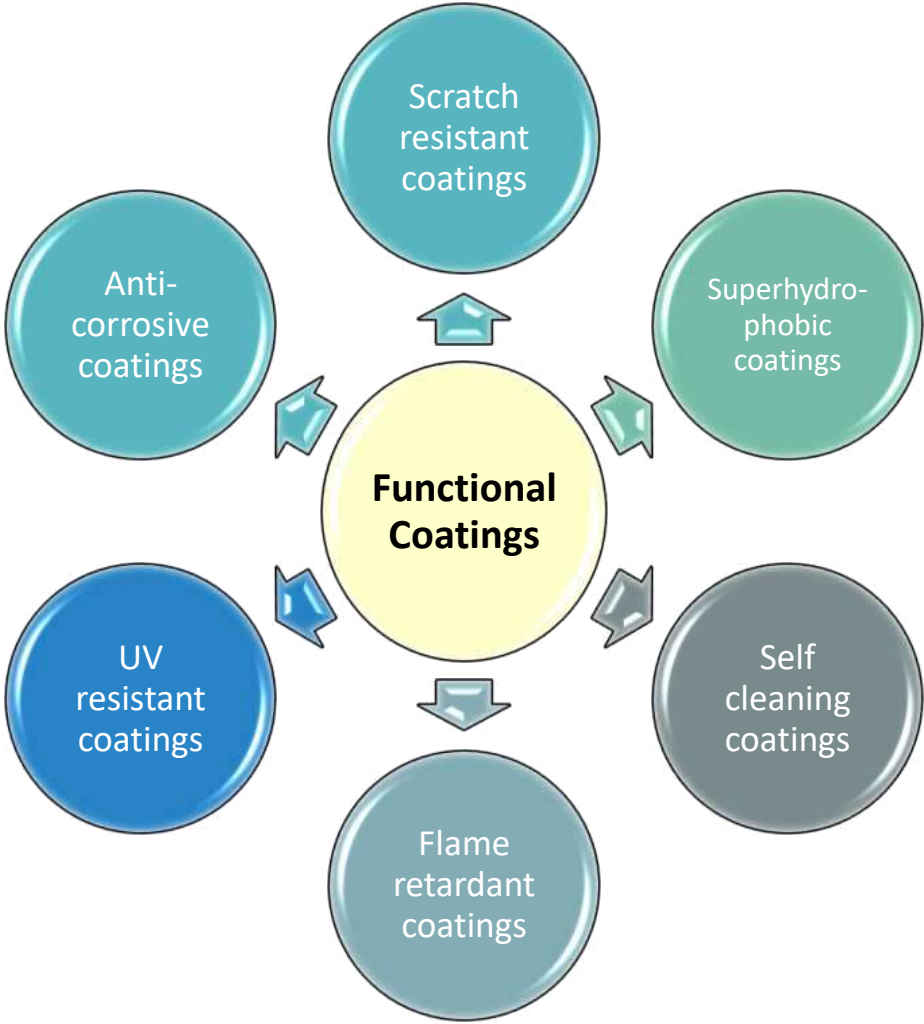 Scratch
resistant
coatings
Superhydro-
phobic
coatings
Self
cleaning
coatings
Flame
retardant
coatings
UV
resistant
coatings
Anti-
corrosive
coatings
Functional
Coatings